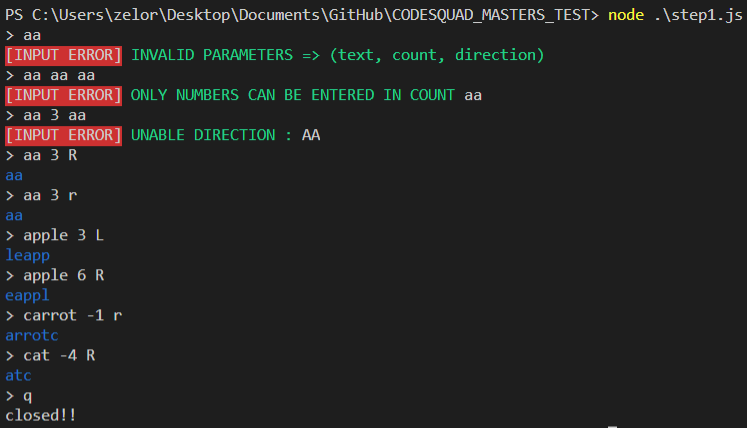 PS C:\Users\zelor\Desktop\Documents\GitHub\CODESQUAD_MASTERS_TEST> node .\step1.js
> aa
[INPUT ERROR] INVALID PARAMETERS => (text, count, direction)
> aa aa aa
[INPUT ERROR] ONLY NUMBERS CAN BE ENTERED IN COUNT aa
> aa 3 aa
[INPUT ERROR] UNABLE DIRECTION : AA
> aa 3 R
aa
> aa 3 r
aa
> apple 3 L
leapp
> apple 6 R
eappl
> carrot -1 r
arrotc
> cat -4 R
atc
> q
closed!!